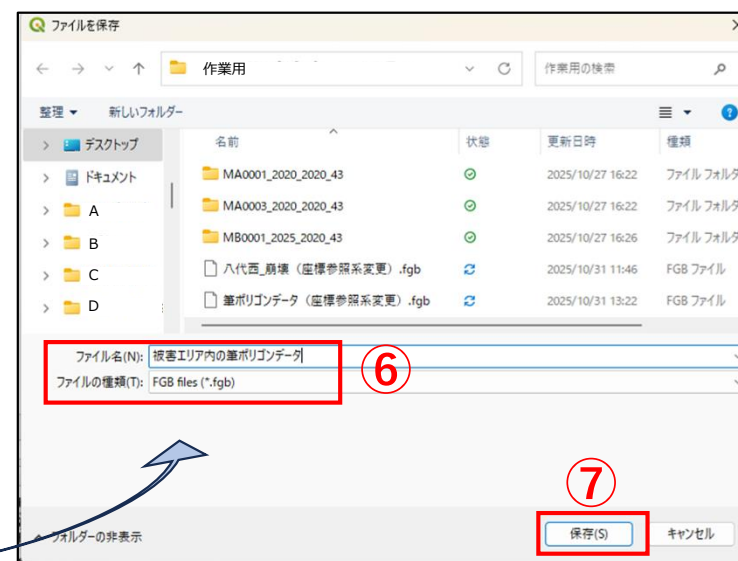 ファイルを保存
作業用
作業用の検索
整理 新しいフォルダー
名前 状態 更新日時 種類
デスクトップ
ドキュメント
A
B
C
D
MA0001_2020_2020_43 2025/10/27 16:22 ファイル フォルダ
MA0003_2020_2020_43 2025/10/27 16:22 ファイル フォルダ
MB0001_2025_2020_43 2025/10/27 16:26 ファイル フォルダ
八代西_崩壊（座標参照系変更）.fgb 2025/10/31 11:46 FGB ファイル
筆ポリゴンデータ（座標参照系変更）.fgb 2025/10/31 13:22 FGB ファイル
ファイル名(N): 被害エリア内の筆ポリゴンデータ
ファイルの種類(T): FGB files (*.fgb)
⑥
⑦
フォルダーの非表示
保存(S) キャンセル